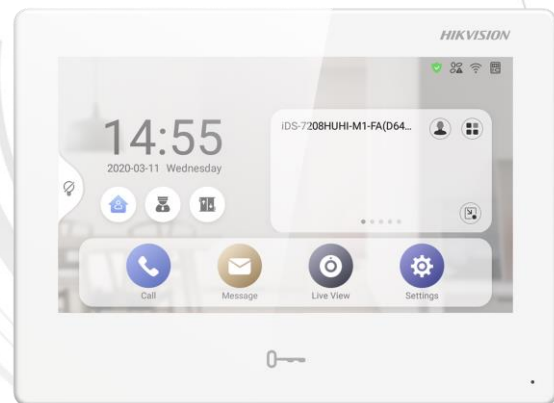 HIKVISION
14:55
2020-03-11 Wednesday
iDS-7208HUHI-M1-FA(D64...
Call
Message
Live View
Settings